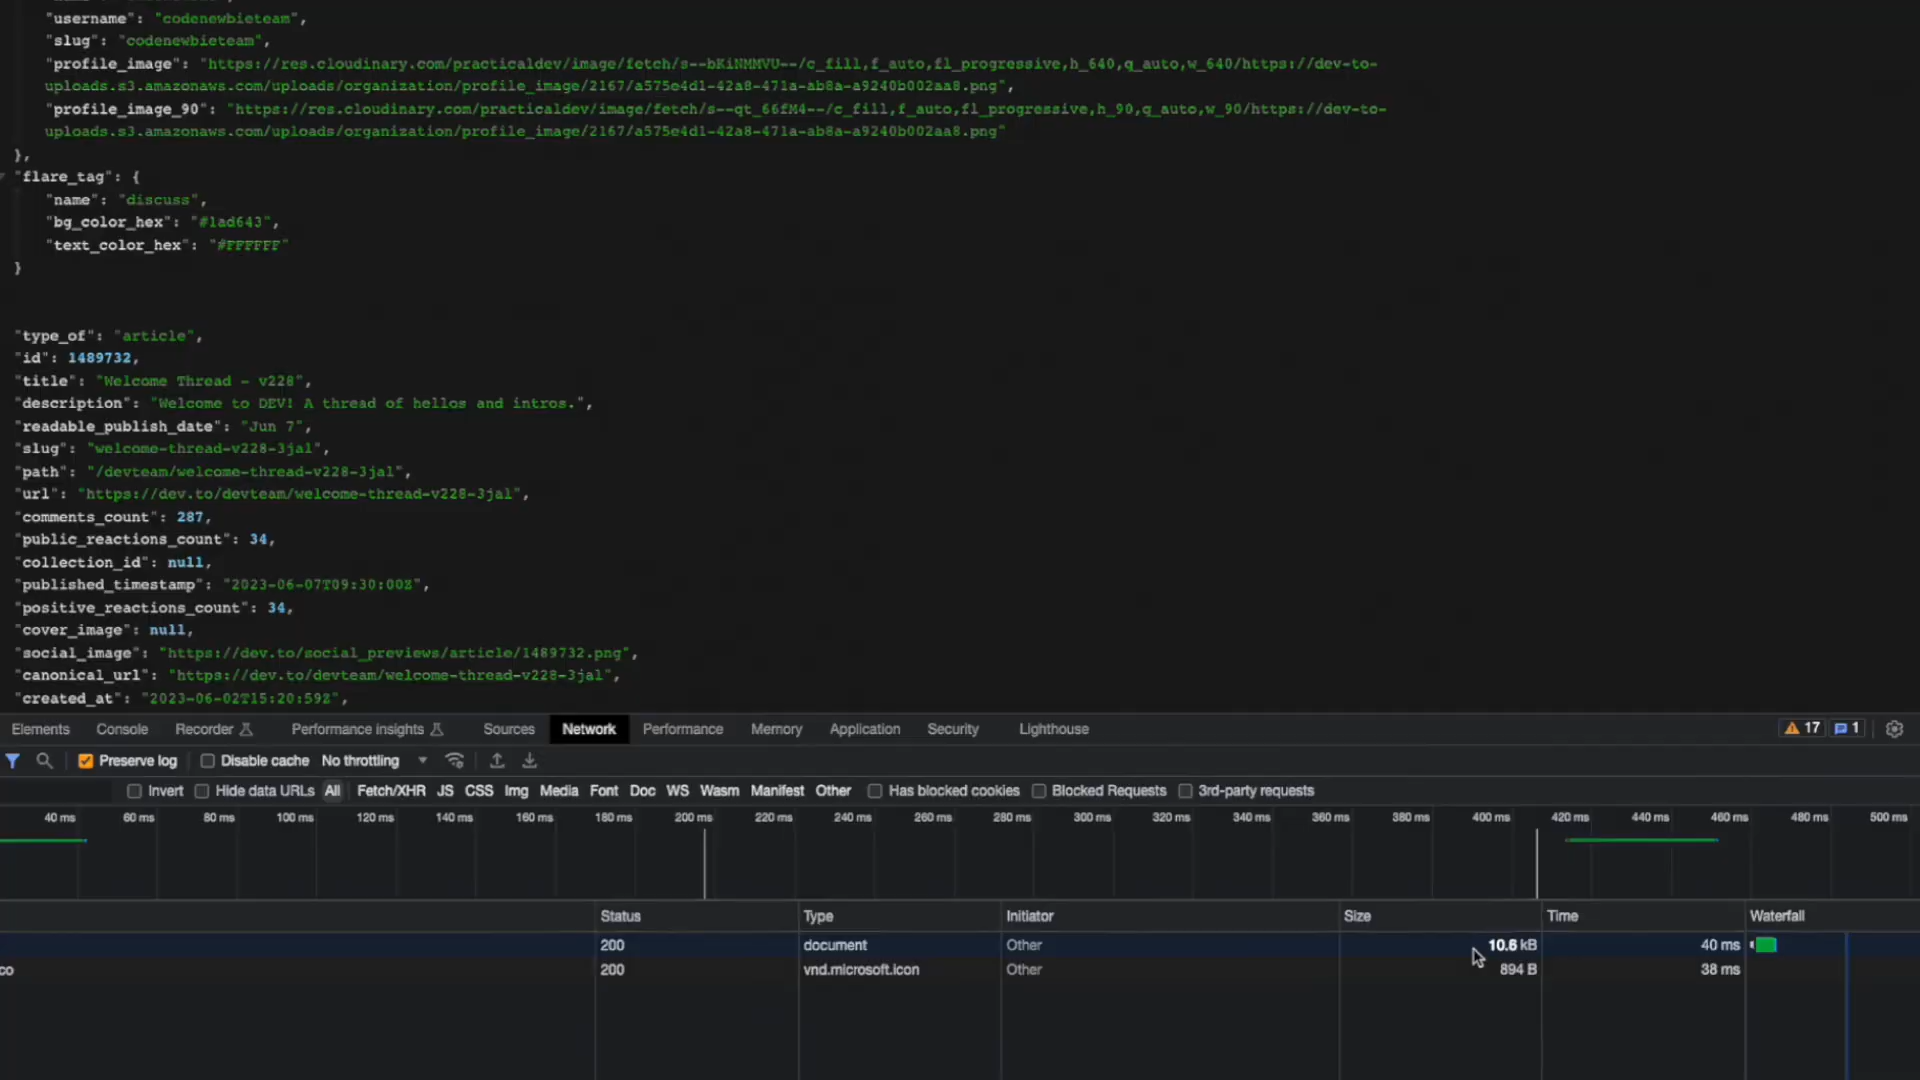 "username": "codenewbieteam",
"slug": "codenewbieteam",
"profile_image": "https://res.cloudinary.com/practicaldev/image/fetch/s--bKiNMMVU--/c_fill,f_auto,fl_progressive,h_640,q_auto,w_640/https://dev-to-
uploads.s3.amazonaws.com/uploads/organization/profile_image/2167/a575e4d1-42a8-471a-ab8a-a9240b002aa8.png",
"profile_image_90": "https://res.cloudinary.com/practicaldev/image/fetch/s--qt_66fM4--/c_fill,f_auto,fl_progressive,h_90,q_auto,w_90/https://dev-to-
uploads.s3.amazonaws.com/uploads/organization/profile_image/2167/a575e4d1-42a8-471a-ab8a-a9240b002aa8.png"
},
"flare_tag": {
"name": "discuss",
"bg_color_hex": "#1ad643",
"text_color_hex": "#FFFFFF"
}
"type_of": "article",
"id": 1489732,
"title": "Welcome Thread - v228",
"description": "Welcome to DEV! A thread of hellos and intros.",
"readable_publish_date": "Jun 7",
"slug": "welcome-thread-v228-3jal",
"path": "/devteam/welcome-thread-v228-3jal",
"url": "https://dev.to/devteam/welcome-thread-v228-3jal",
"comments_count": 287,
"public_reactions_count": 34,
"collection_id": null,
"published_timestamp": "2023-06-07T09:30:00Z",
"positive_reactions_count": 34,
"cover_image": null,
"social_image": "https://dev.to/social_previews/article/1489732.png",
"canonical_url": "https://dev.to/devteam/welcome-thread-v228-3jal",
"created_at": "2023-06-02T15:20:59Z",
Elements Console Recorder Performance insights Sources Network Performance Memory Application Security Lighthouse 17 1
Preserve log Disable cache No throttling
Invert Hide data URLs All Fetch/XHR JS CSS Img Media Font Doc WS Wasm Manifest Other Has blocked cookies Blocked Requests 3rd-party requests
40 ms 60 ms 80 ms 100 ms 120 ms 140 ms 160 ms 180 ms 200 ms 220 ms 240 ms 260 ms 280 ms 300 ms 320 ms 340 ms 360 ms 380 ms 400 ms 420 ms 440 ms 460 ms 480 ms 500 ms
Status Type Initiator Size Time Waterfall
200 document Other 10.6 kB 40 ms
co 200 vnd.microsoft.icon Other 894 B 38 ms